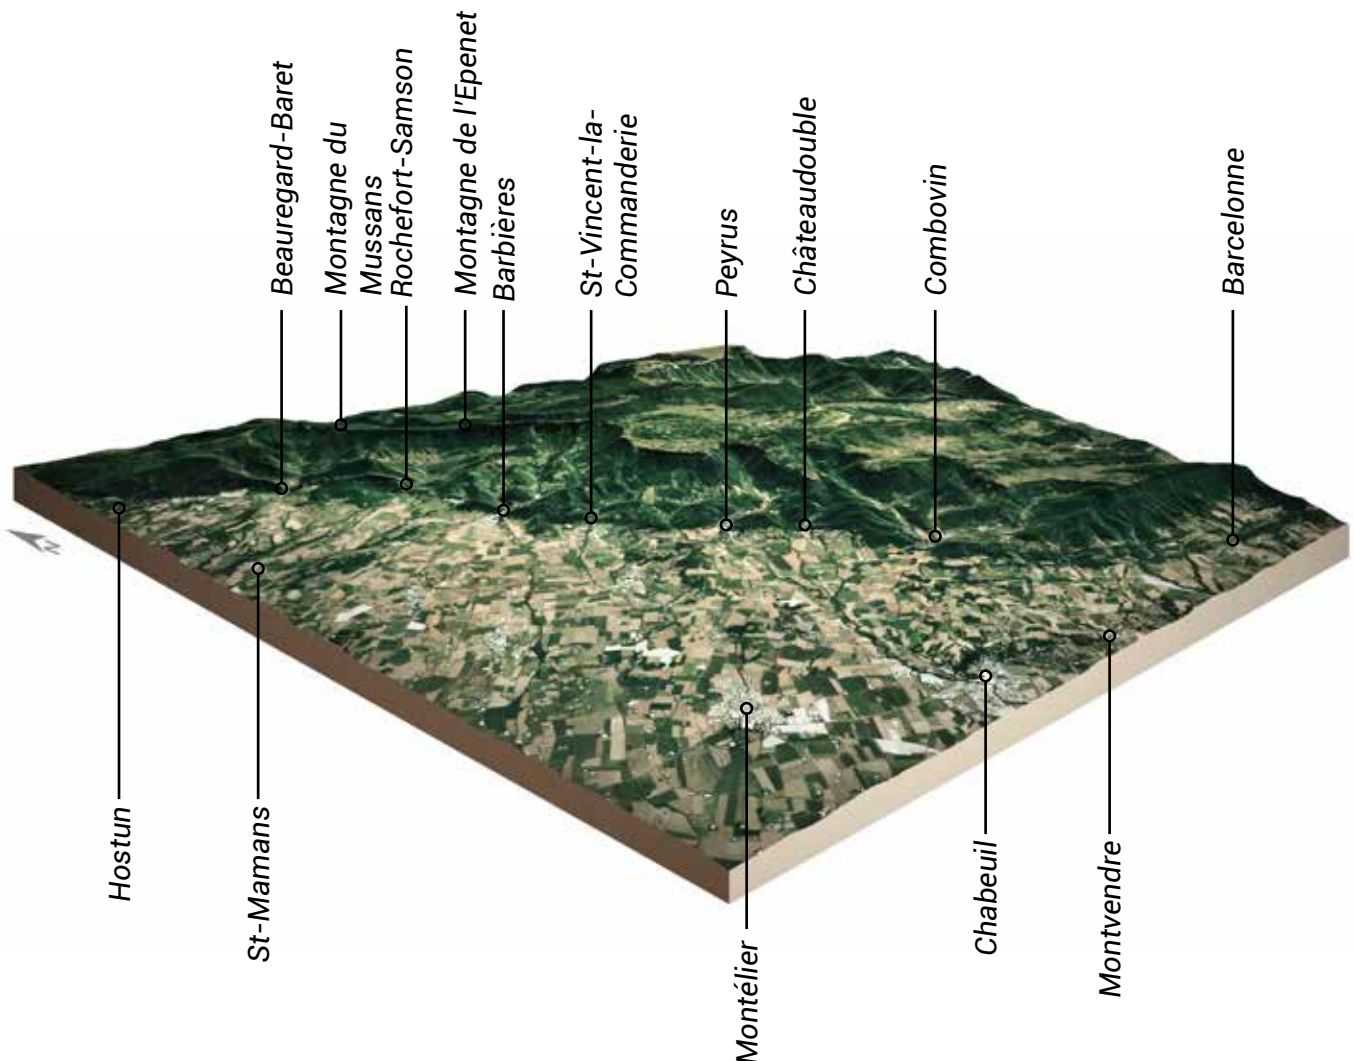 Beauregard-Baret
Montagne du
Mussans
Rochefort-Samson
Montagne de l'Epenet
Barbières
St-Vincent-la-
Commanderie
Peyrus
Châteaudouble
Combovin
Barcelonne
N
Hostun
St-Mamans
Montélier
Chabeuil
Montvendre